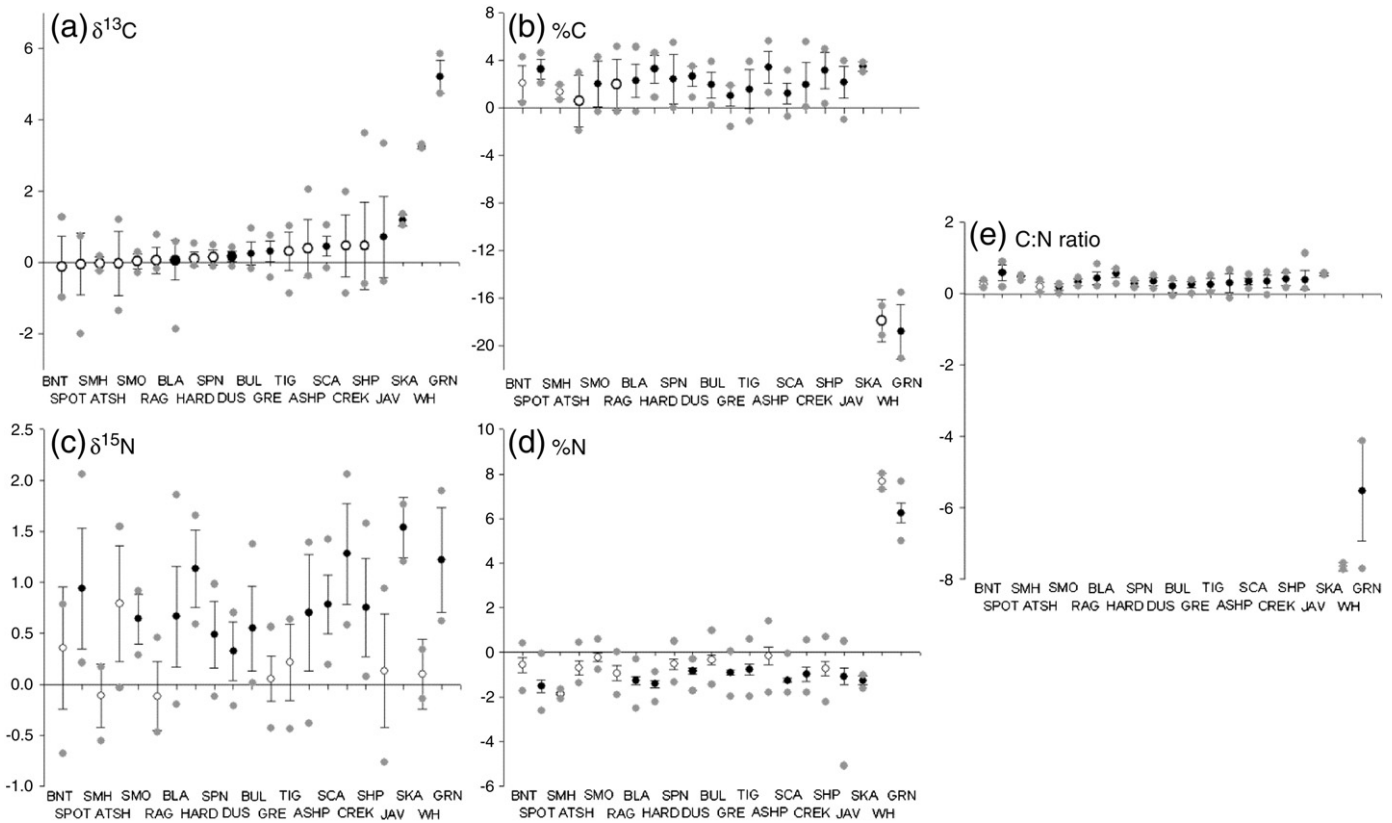 (a) δ¹³C
6
4
2
0
-2
BNT SMH SMO BLA SPN BUL TIG SCA SHP SKA GRN
SPOT ATSH RAG HARD DUS GRE ASHP CREK JAV WH
(b) %C
8
4
0
-4
-8
-12
-16
-20
BNT SMH SMO BLA SPN BUL TIG SCA SHP SKA GRN
SPOT ATSH RAG HARD DUS GRE ASHP CREK JAV WH
(c) δ¹⁵N
2.5
2.0
1.5
1.0
0.5
0.0
-0.5
-1.0
BNT SMH SMO BLA SPN BUL TIG SCA SHP SKA GRN
SPOT ATSH RAG HARD DUS GRE ASHP CREK JAV WH
(d) %N
10
8
6
4
2
0
-2
-4
-6
BNT SMH SMO BLA SPN BUL TIG SCA SHP SKA GRN
SPOT ATSH RAG HARD DUS GRE ASHP CREK JAV WH
(e) C:N ratio
2
0
-2
-4
-6
-8
BNT SMH SMO BLA SPN BUL TIG SCA SHP SKA GRN
SPOT ATSH RAG HARD DUS GRE ASHP CREK JAV WH